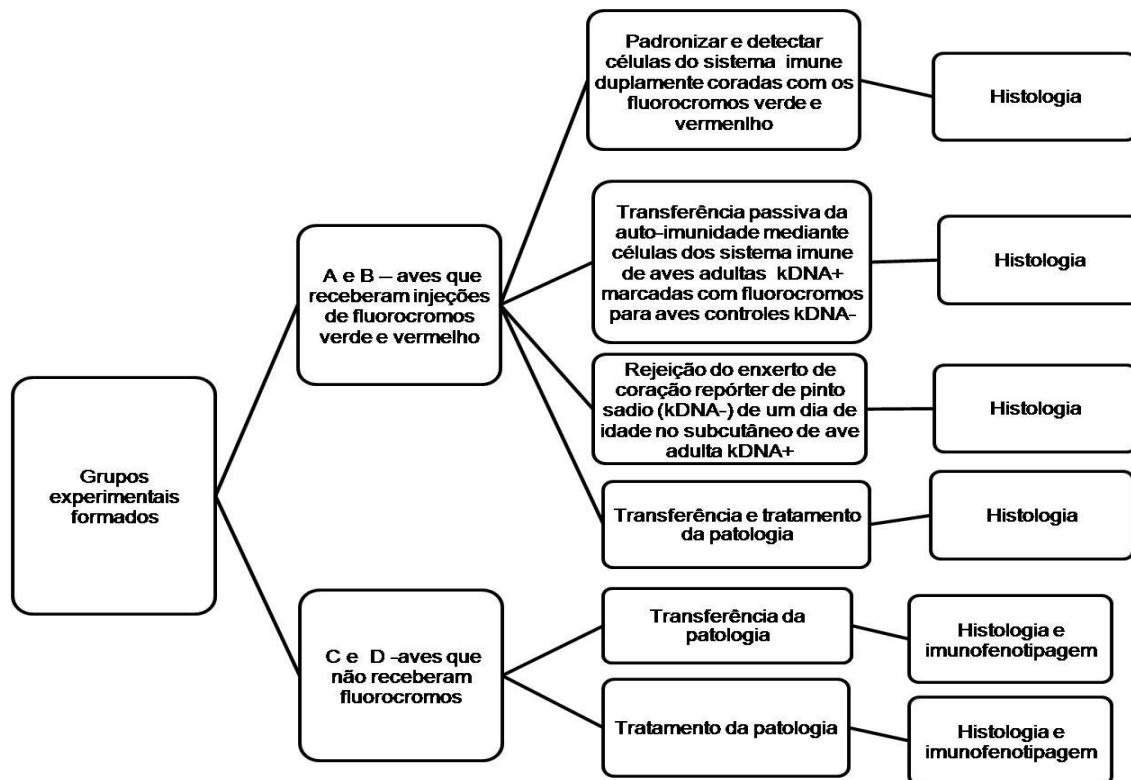 Grupos
experimentais
formados
A e B – aves que
receberam injeções
de fluorocromos
verde e vermelho
Padronizar e detectar
células do sistema imune
duplamente coradas com os
fluorocromos verde e
vermenlho
Histologia
Transferência passiva da
auto-imunidade mediante
células dos sistema imune
de aves adultas kDNA+
marcadas com fluorocromos
para aves controles kDNA-
Histologia
Rejeição do enxerto de
coração repórter de pinto
sadio (kDNA-) de um dia de
idade no subcutâneo de ave
adulta kDNA+
Histologia
Transferência e tratamento
da patologia
Histologia
C e D -aves que
não receberam
fluorocromos
Transferência da
patologia
Histologia e
imunofenotipagem
Tratamento da patologia
Histologia e
imunofenotipagem